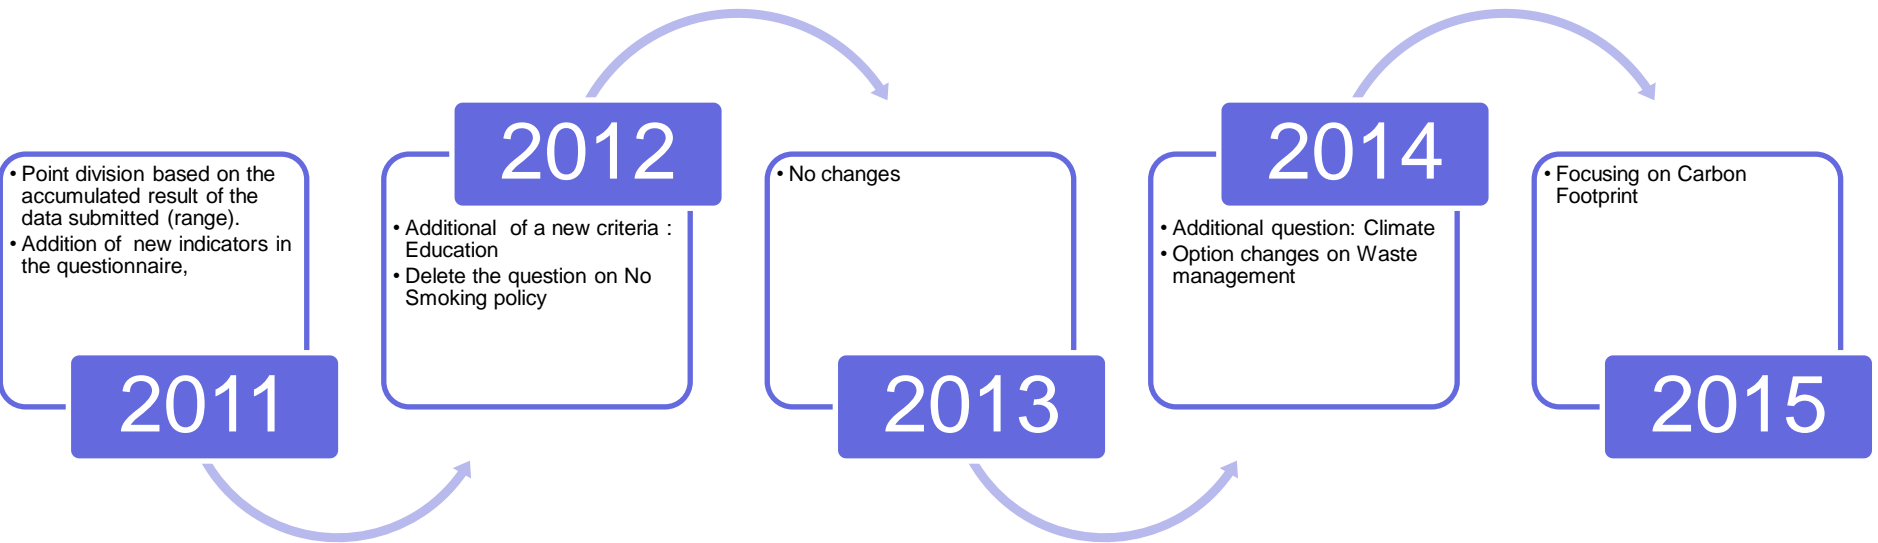 • Point division based on the
accumulated result of the
data submitted (range).
• Addition of new indicators in
the questionnaire,
2011
2012
• Additional of a new criteria :
Education
• Delete the question on No
Smoking policy
• No changes
2013
2014
• Additional question: Climate
• Option changes on Waste
management
• Focusing on Carbon
Footprint
2015